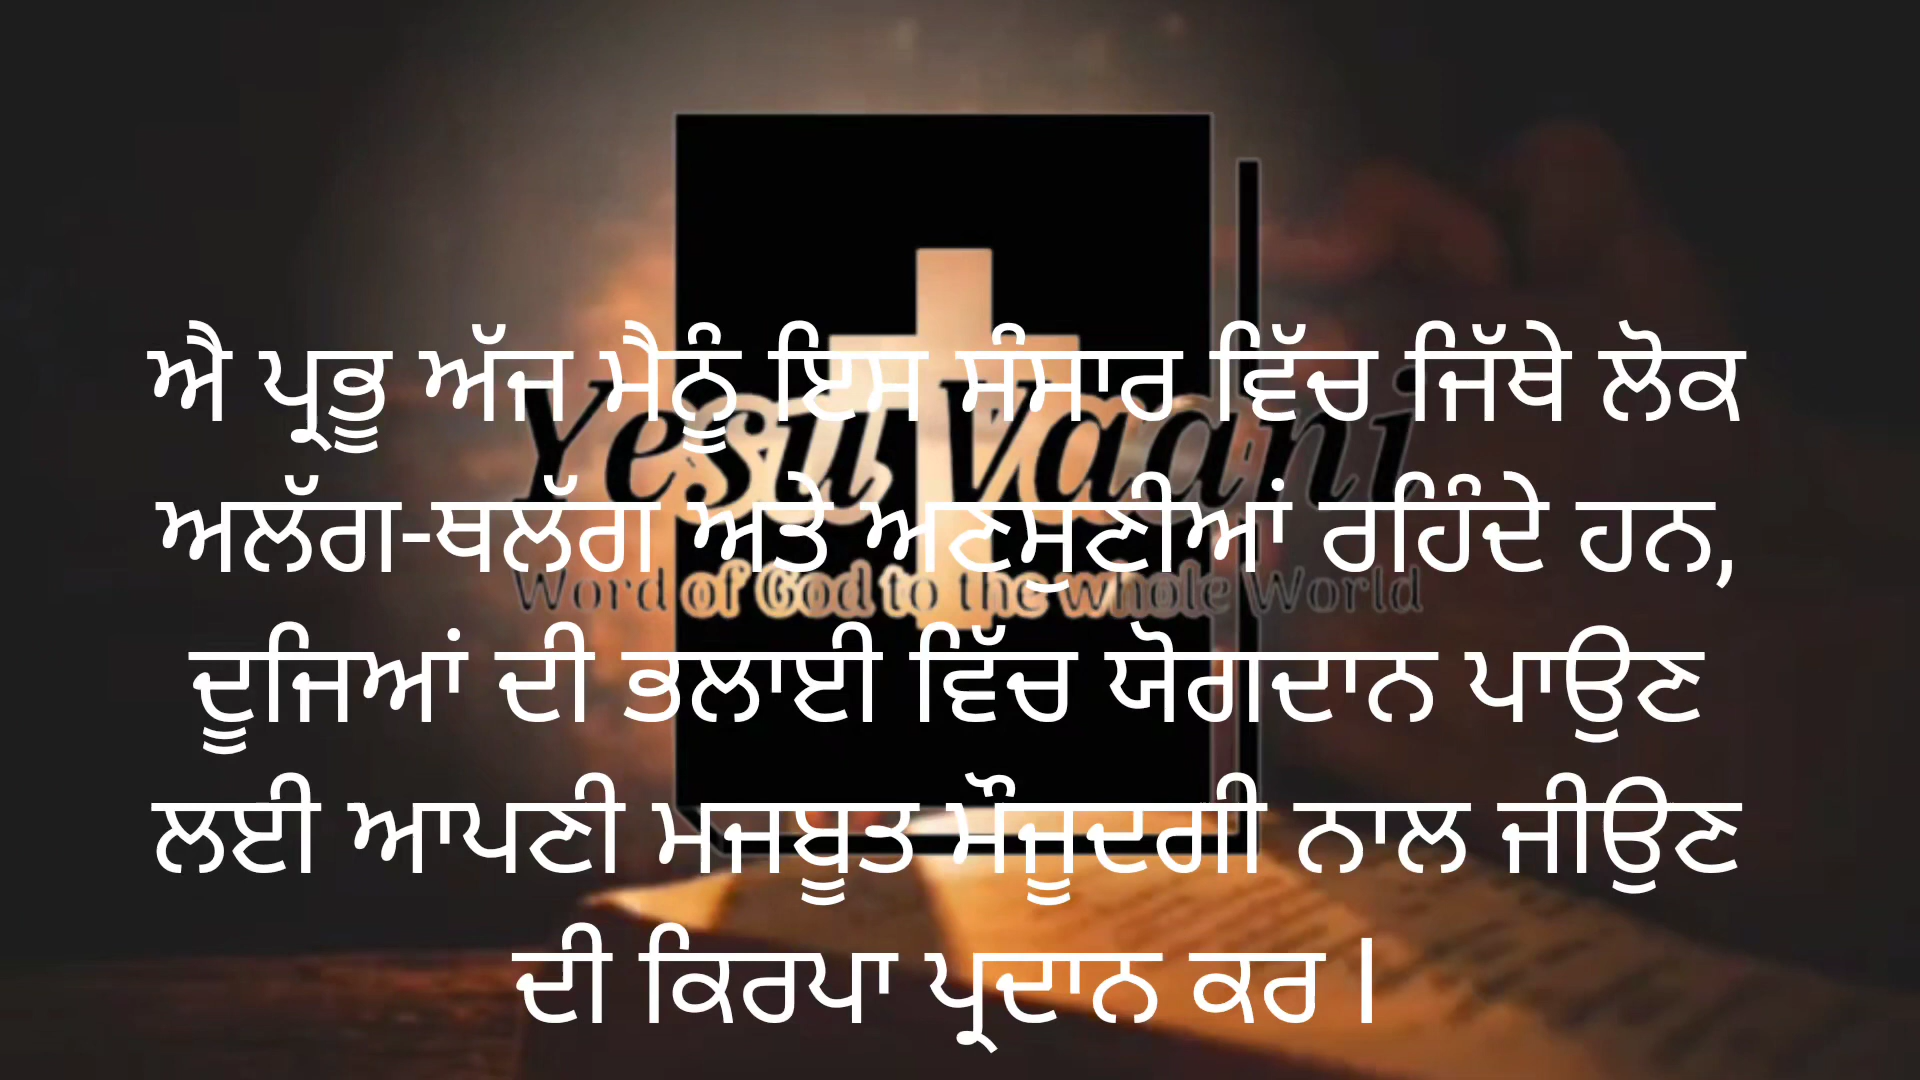 ਐ ਪ੍ਰਭੂ ਅੱਜ ਮੈਨੂੰ ਇਸ ਸੰਸਾਰ ਵਿੱਚ ਜਿੱਥੇ ਲੋਕ
Yesu Vaani
ਅਲੱਗ-ਥਲੱਗ ਅਤੇ ਅਣਸੁਣੀਆਂ ਰਹਿੰਦੇ ਹਨ,
Word of God to the whole World
ਦੂਜਿਆਂ ਦੀ ਭਲਾਈ ਵਿੱਚ ਯੋਗਦਾਨ ਪਾਉਣ
ਲਈ ਆਪਣੀ ਮਜਬੂਤ ਮੌਜੂਦਗੀ ਨਾਲ ਜੀਉਣ
ਦੀ ਕਿਰਪਾ ਪ੍ਰਦਾਨ ਕਰ l